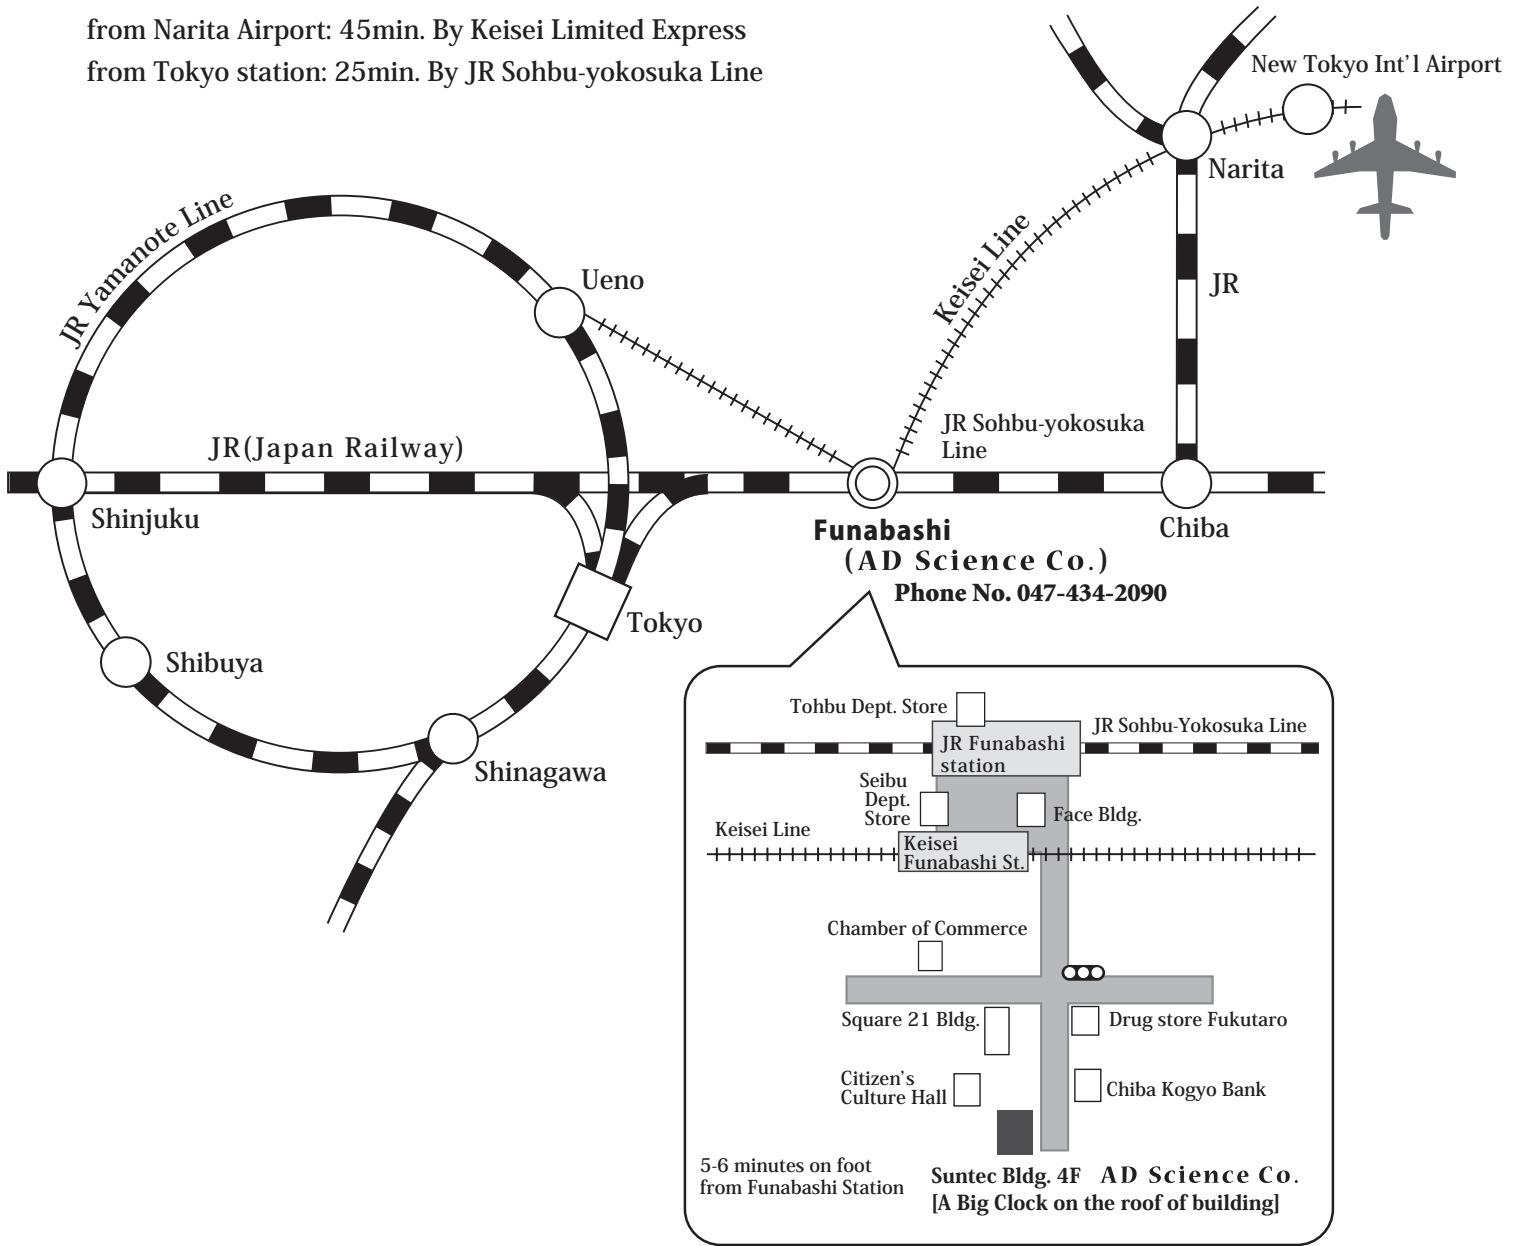 from Narita Airport: 45min. By Keisei Limited Express
from Tokyo station: 25min. By JR Sohbu-yokosuka Line
New Tokyo Int'l Airport
Narita
JR Yamanote Line
Keisei Line
Ueno
JR
JR(Japan Railway)
JR Sohbu-yokosuka
Line
Shinjuku
Funabashi
Chiba
(AD Science Co.)
Phone No. 047-434-2090
Tokyo
Shibuya
Shinagawa
Tohbu Dept. Store
JR Sohbu-Yokosuka Line
JR Funabashi
station
Seibu
Dept.
Store
Face Bldg.
Keisei Line
Keisei
Funabashi St.
Chamber of Commerce
Square 21 Bldg.
Drug store Fukutaro
Citizen's
Culture Hall
Chiba Kogyo Bank
5-6 minutes on foot
from Funabashi Station
Suntec Bldg. 4F AD Science Co.
[A Big Clock on the roof of building]